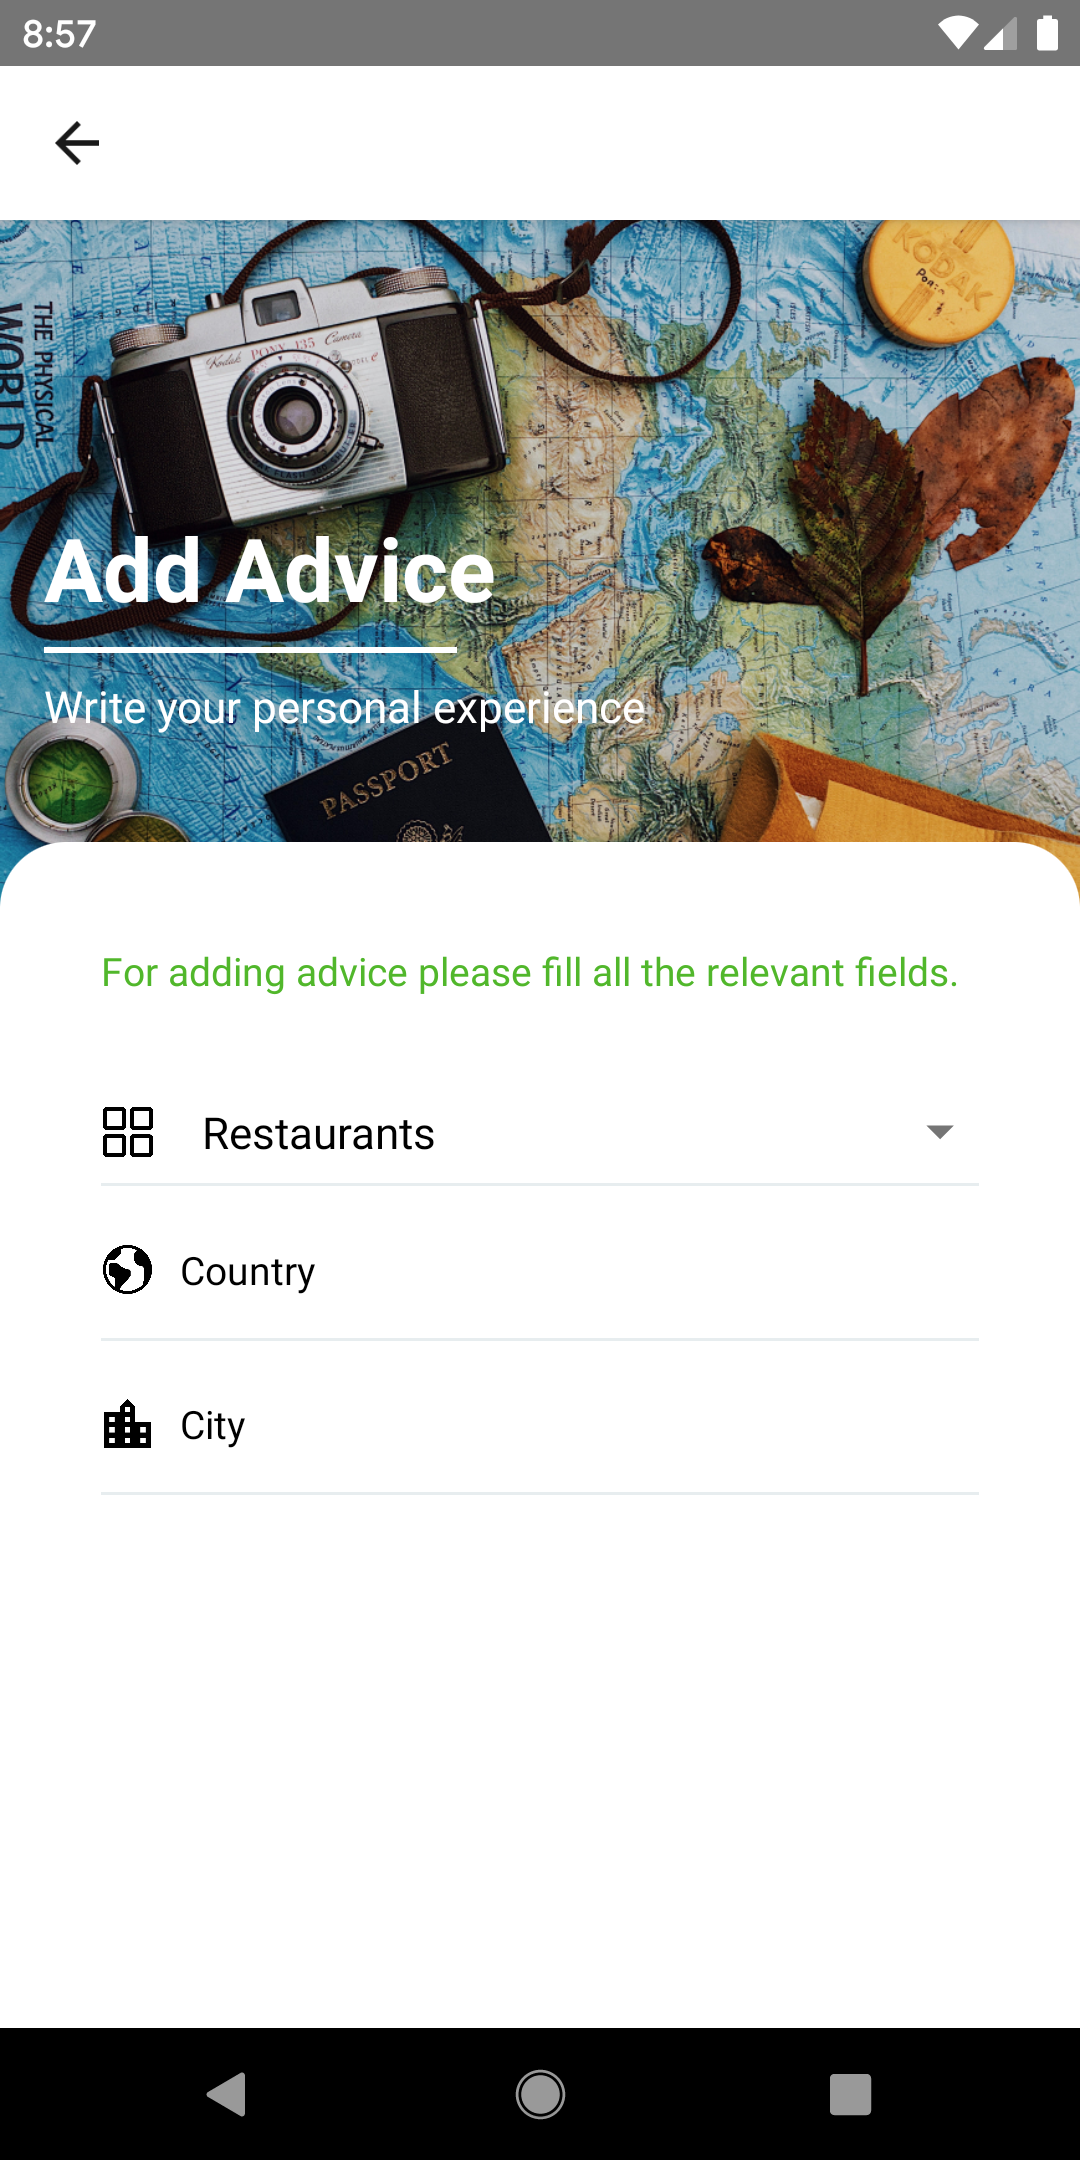 8:57
THE PHYSICAL
WORLD
KODAK
Kodak PONY 135 Camera
Add Advice
Write your personal experience
PASSPORT
For adding advice please fill all the relevant fields.
Restaurants
Country
City